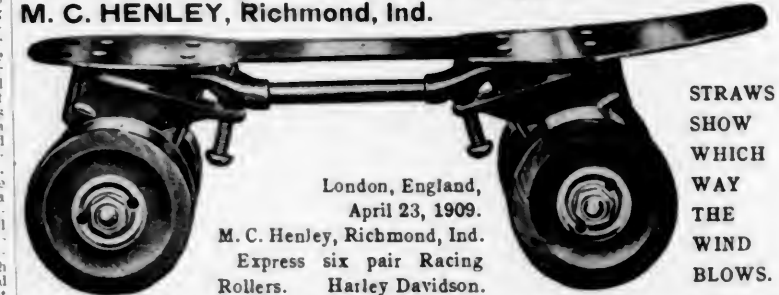 M. C. HENLEY, Richmond, Ind.
London, England,
April 23, 1909.
M. C. Henley, Richmond, Ind.
Express six pair Racing
Rollers. Harley Davidson.
STRAWS
SHOW
WHICH
WAY
THE
WIND
BLOWS.